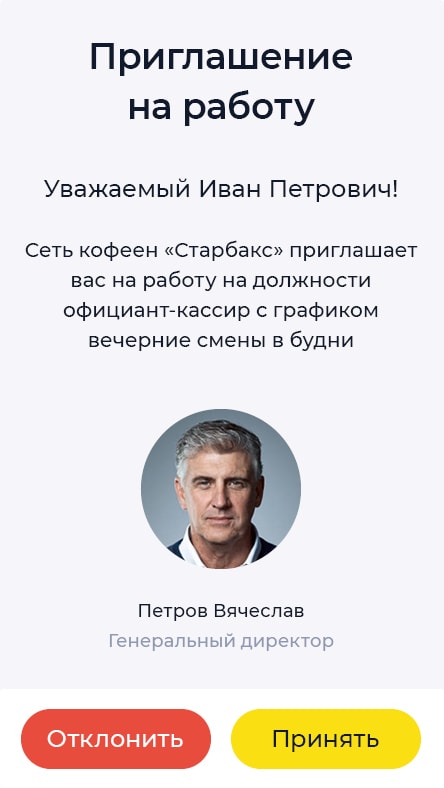 Приглашение
на работу
Уважаемый Иван Петрович!
Сеть кофеен «Старбакс» приглашает
вас на работу на должности
официант-кассир с графиком
вечерние смены в будни
Петров Вячеслав
Генеральный директор
Отклонить
Принять